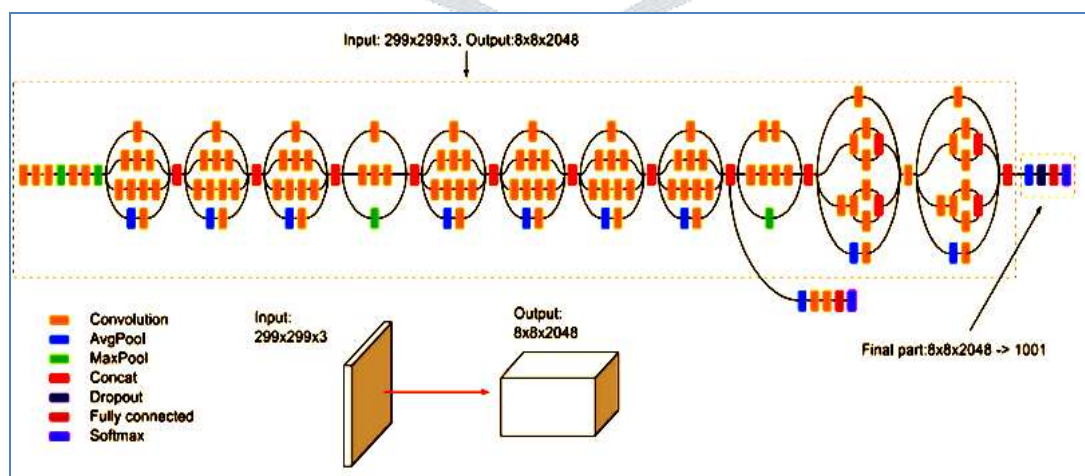 Input: 299x299x3, Output:8x8x2048
Convolution
AvgPool
MaxPool
Concat
Dropout
Fully connected
Softmax
Input:
299x299x3
Output:
8x8x2048
Final part:8x8x2048 -> 1001